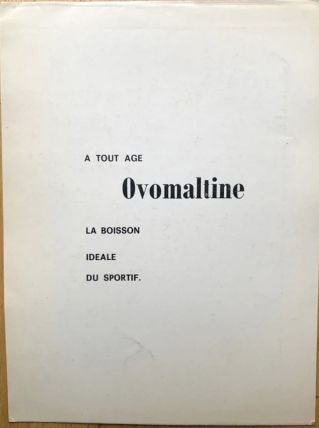 A TOUT AGE
Ovomaltine
LA BOISSON
IDEALE
DU SPORTIF.